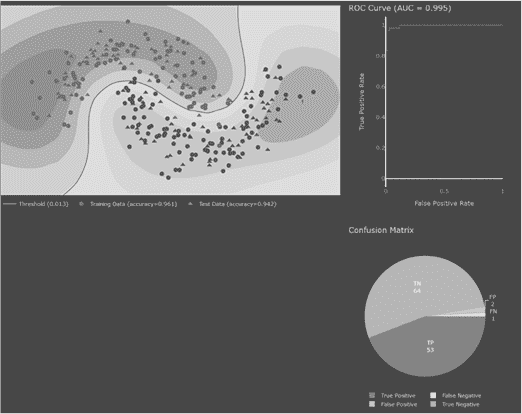 ROC Curve (AUC = 0.995)
1
0.8
0.6
0.4
0.2
0
True Positive Rate
0
0.5
1
False Positive Rate
Threshold (0.013)
Training Data (accuracy=0.961)
Test Data (accuracy=0.942)
Confusion Matrix
TN
64
FP
2
FN
1
TP
53
True Positive
False Negative
False Positive
True Negative